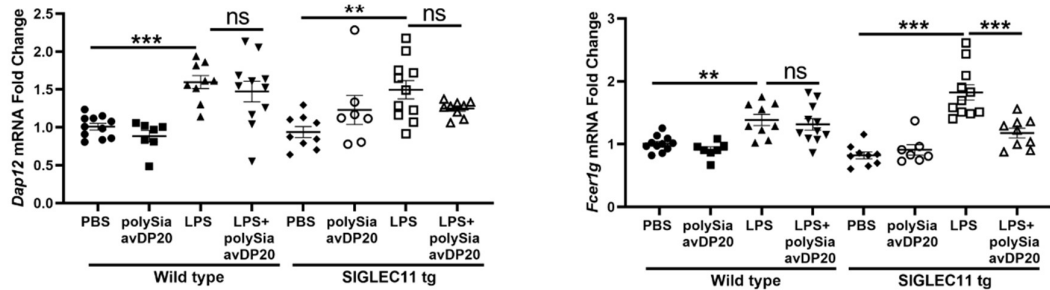 Dap12 mRNA Fold Change
2.5
2.0
1.5
1.0
0.5
0.0
***
ns
**
ns
PBS
polySia
avDP20
LPS
LPS+
polySia
avDP20
PBS
polySia
avDP20
LPS
LPS+
polySia
avDP20
Wild type
SIGLEC11 tg
Fcer1g mRNA Fold Change
3
2
1
0
**
ns
***
***
PBS
polySia
avDP20
LPS
LPS+
polySia
avDP20
PBS
polySia
avDP20
LPS
LPS+
polySia
avDP20
Wild type
SIGLEC11 tg